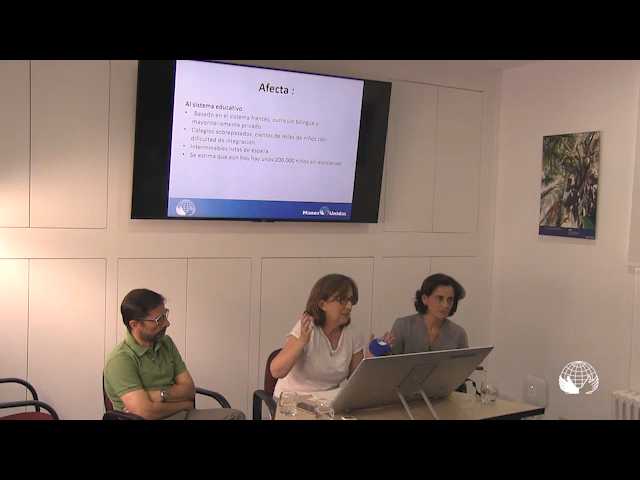 Afecta :
Al sistema educativo
• Basado en el sistema francés, currículo bilingüe y
mayoritariamente privado.
• Colegios sobrepasados, cientos de miles de niños con
dificultad de integración.
• Interminables listas de espera
• Se estima que aun hoy hay unos 200.000 niños sin escolarizar
Manos Unidas